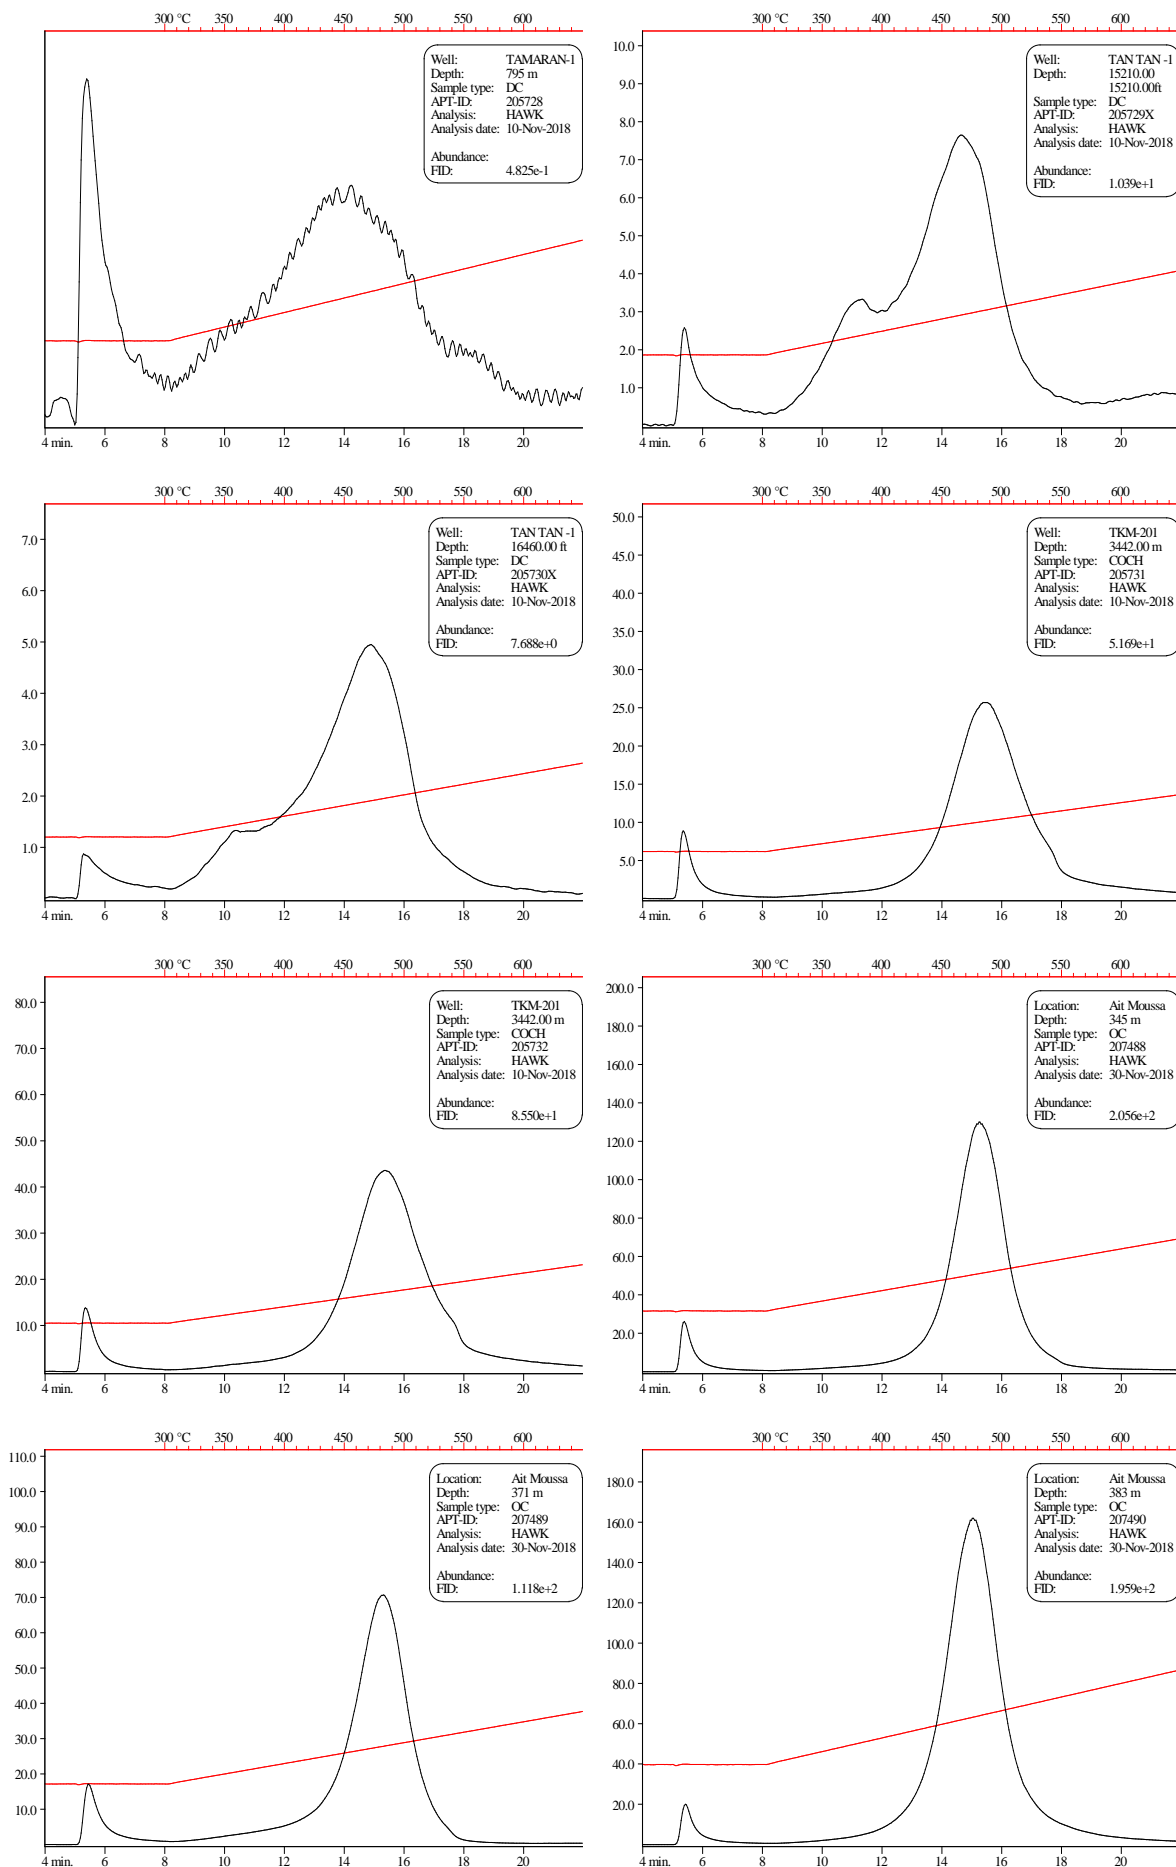 300 °C 350 400 450 500 550 600
Well: TAMARAN-1
Depth: 795 m
Sample type: DC
APT-ID: 205728
Analysis: HAWK
Analysis date: 10-Nov-2018
Abundance:
FID: 4.825e-1
4 min. 6 8 10 12 14 16 18 20
300 °C 350 400 450 500 550 600
10.0
9.0
8.0
7.0
6.0
5.0
4.0
3.0
2.0
1.0
Well: TAN TAN -1
Depth: 15210.00
15210.00ft
Sample type: DC
APT-ID: 205729X
Analysis: HAWK
Analysis date: 10-Nov-2018
Abundance:
FID: 1.039e+1
4 min. 6 8 10 12 14 16 18 20
300 °C 350 400 450 500 550 600
7.0
6.0
5.0
4.0
3.0
2.0
1.0
Well: TAN TAN -1
Depth: 16460.00 ft
Sample type: DC
APT-ID: 205730X
Analysis: HAWK
Analysis date: 10-Nov-2018
Abundance:
FID: 7.688e+0
4 min. 6 8 10 12 14 16 18 20
300 °C 350 400 450 500 550 600
50.0
45.0
40.0
35.0
30.0
25.0
20.0
15.0
10.0
5.0
Well: TKM-201
Depth: 3442.00 m
Sample type: COCH
APT-ID: 205731
Analysis: HAWK
Analysis date: 10-Nov-2018
Abundance:
FID: 5.169e+1
4 min. 6 8 10 12 14 16 18 20
300 °C 350 400 450 500 550 600
80.0
70.0
60.0
50.0
40.0
30.0
20.0
10.0
Well: TKM-201
Depth: 3442.00 m
Sample type: COCH
APT-ID: 205732
Analysis: HAWK
Analysis date: 10-Nov-2018
Abundance:
FID: 8.550e+1
4 min. 6 8 10 12 14 16 18 20
300 °C 350 400 450 500 550 600
200.0
180.0
160.0
140.0
120.0
100.0
80.0
60.0
40.0
20.0
Location: Ait Moussa
Depth: 345 m
Sample type: OC
APT-ID: 207488
Analysis: HAWK
Analysis date: 30-Nov-2018
Abundance:
FID: 2.056e+2
4 min. 6 8 10 12 14 16 18 20
300 °C 350 400 450 500 550 600
110.0
100.0
90.0
80.0
70.0
60.0
50.0
40.0
30.0
20.0
10.0
Location: Ait Moussa
Depth: 371 m
Sample type: OC
APT-ID: 207489
Analysis: HAWK
Analysis date: 30-Nov-2018
Abundance:
FID: 1.118e+2
4 min. 6 8 10 12 14 16 18 20
300 °C 350 400 450 500 550 600
180.0
160.0
140.0
120.0
100.0
80.0
60.0
40.0
20.0
Location: Ait Moussa
Depth: 383 m
Sample type: OC
APT-ID: 207490
Analysis: HAWK
Analysis date: 30-Nov-2018
Abundance:
FID: 1.959e+2
4 min. 6 8 10 12 14 16 18 20